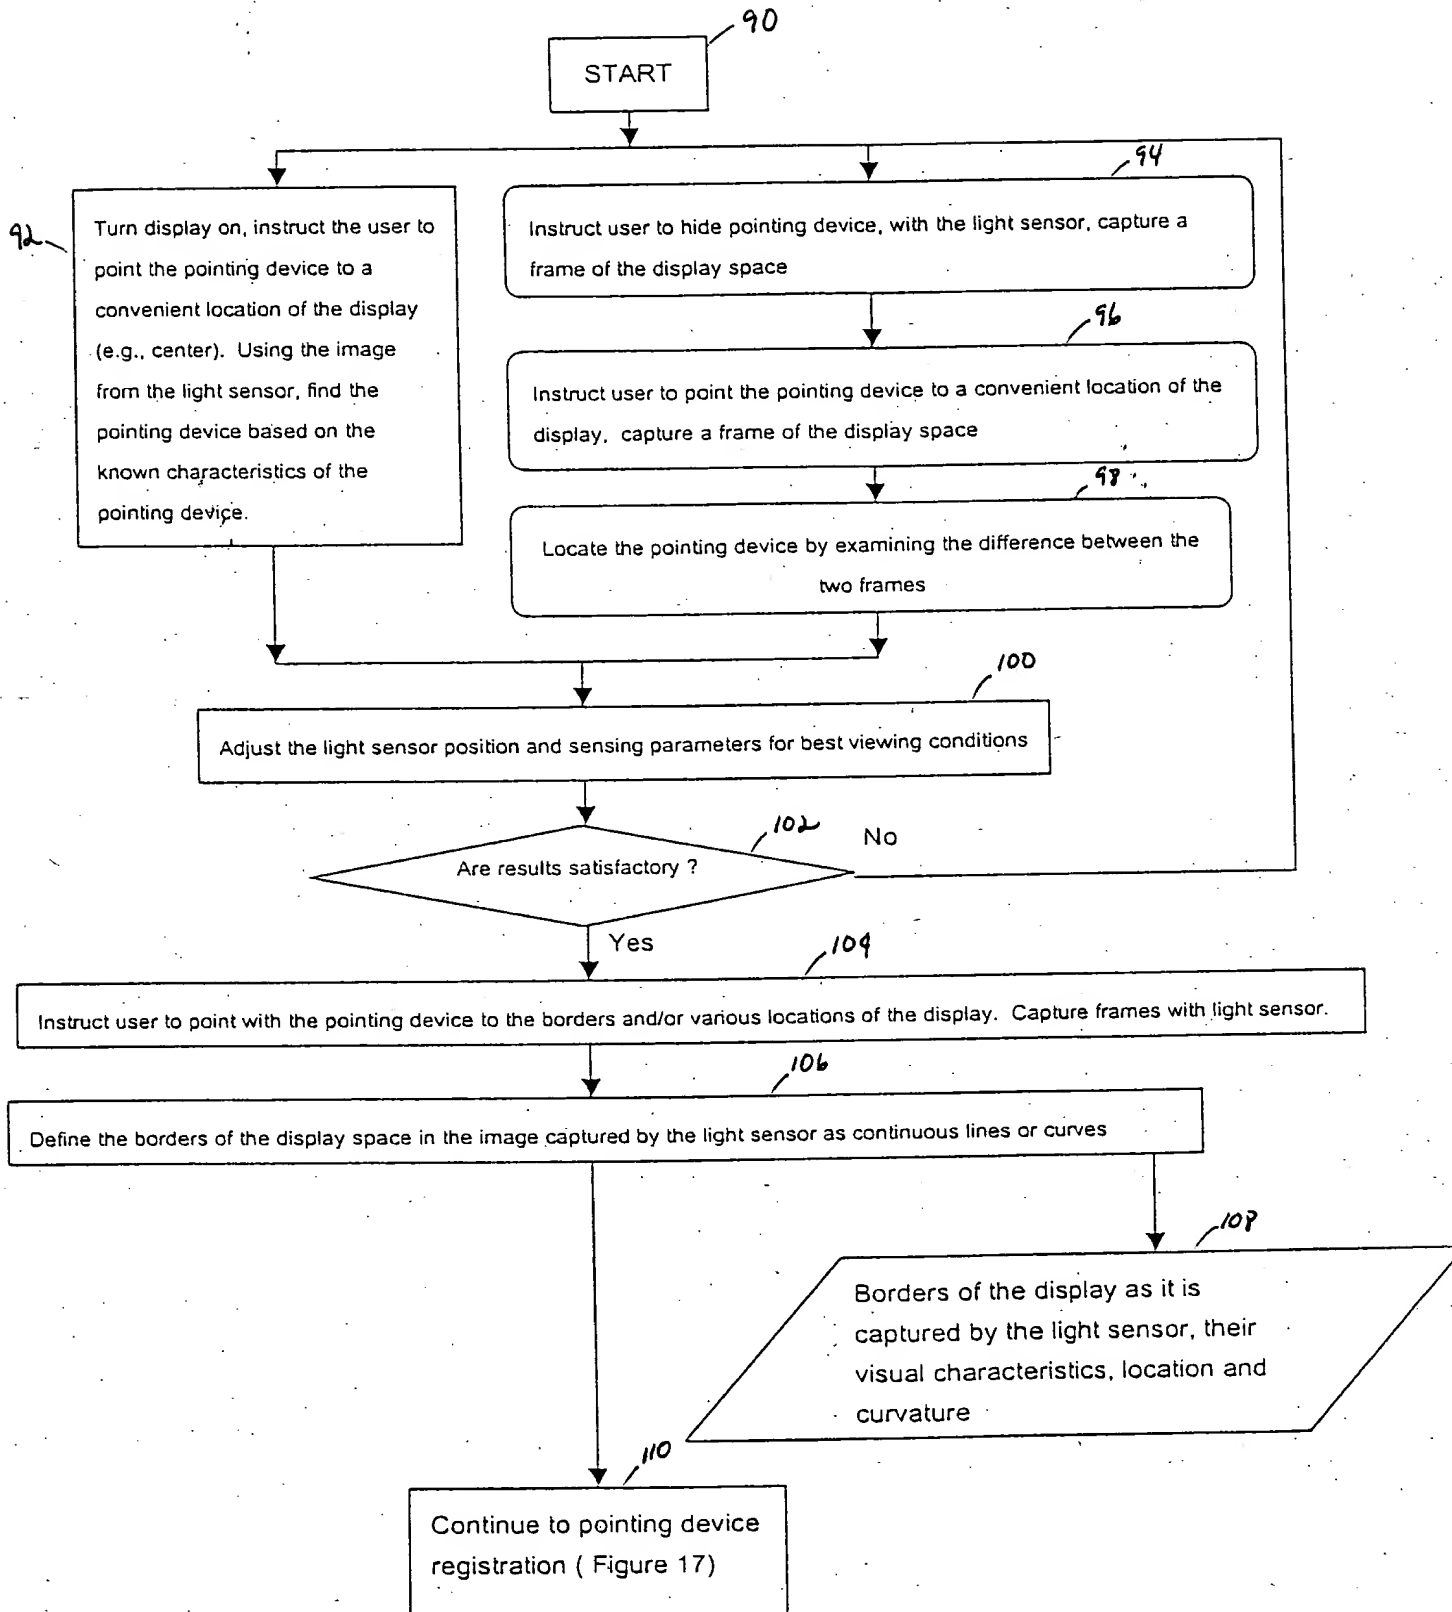 90
START
94
92
Turn display on, instruct the user to
point the pointing device to a
convenient location of the display
(e.g., center). Using the image
from the light sensor, find the
pointing device based on the
known characteristics of the
pointing device.
Instruct user to hide pointing device, with the light sensor, capture a
frame of the display space
96
Instruct user to point the pointing device to a convenient location of the
display, capture a frame of the display space
98
Locate the pointing device by examining the difference between the
two frames
100
Adjust the light sensor position and sensing parameters for best viewing conditions
102
No
Are results satisfactory ?
Yes
104
Instruct user to point with the pointing device to the borders and/or various locations of the display. Capture frames with light sensor.
106
Define the borders of the display space in the image captured by the light sensor as continuous lines or curves
108
Borders of the display as it is
captured by the light sensor, their
visual characteristics, location and
curvature
110
Continue to pointing device
registration ( Figure 17)